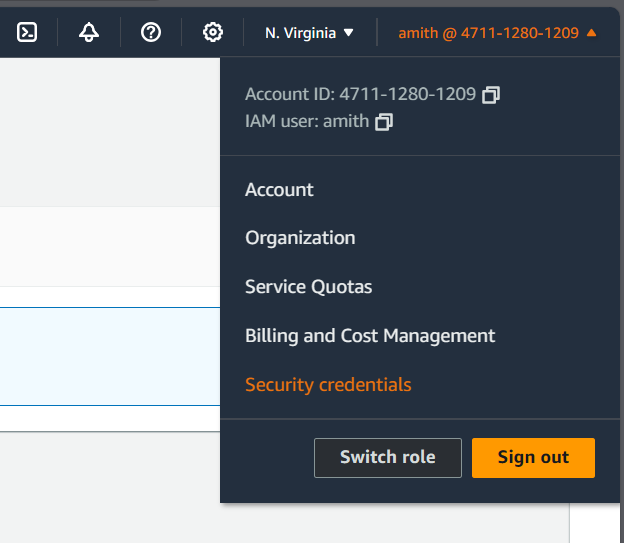 N. Virginia ▼
amith @ 4711-1280-1209 ▲
Account ID: 4711-1280-1209
IAM user: amith
Account
Organization
Service Quotas
Billing and Cost Management
Security credentials
Switch role
Sign out